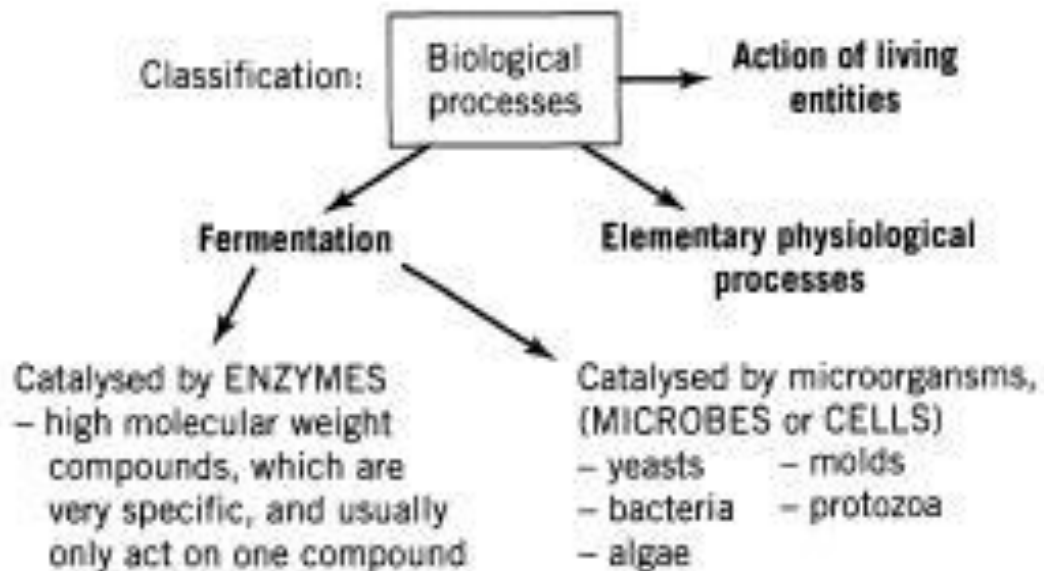 Classification:
Biological
processes
Action of living
entities
Fermentation
Elementary physiological
processes
Catalysed by ENZYMES
– high molecular weight
compounds, which are
very specific, and usually
only act on one compound
Catalysed by microorgansms,
(MICROBES or CELLS)
– yeasts – molds
– bacteria – protozoa
– algae